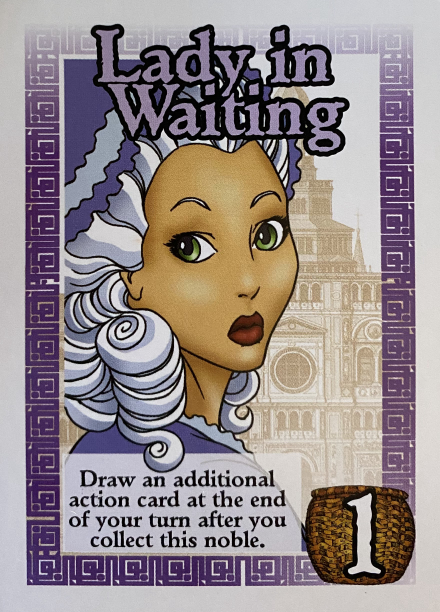 Lady in
Waiting
Draw an additional
action card at the end
of your turn after you
collect this noble.
1